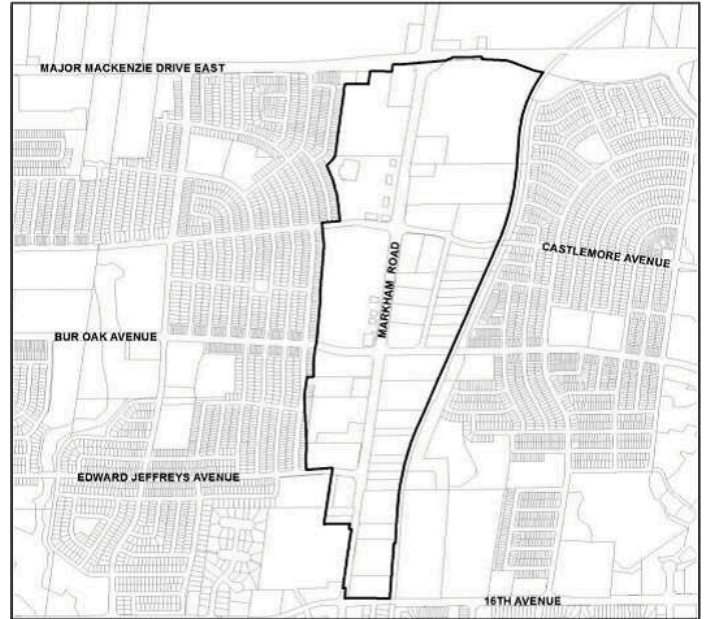 MAJOR MACKENZIE DRIVE EAST
CASTLEMORE AVENUE
MARKHAM ROAD
BUR OAK AVENUE
EDWARD JEFFREYS AVENUE
16TH AVENUE